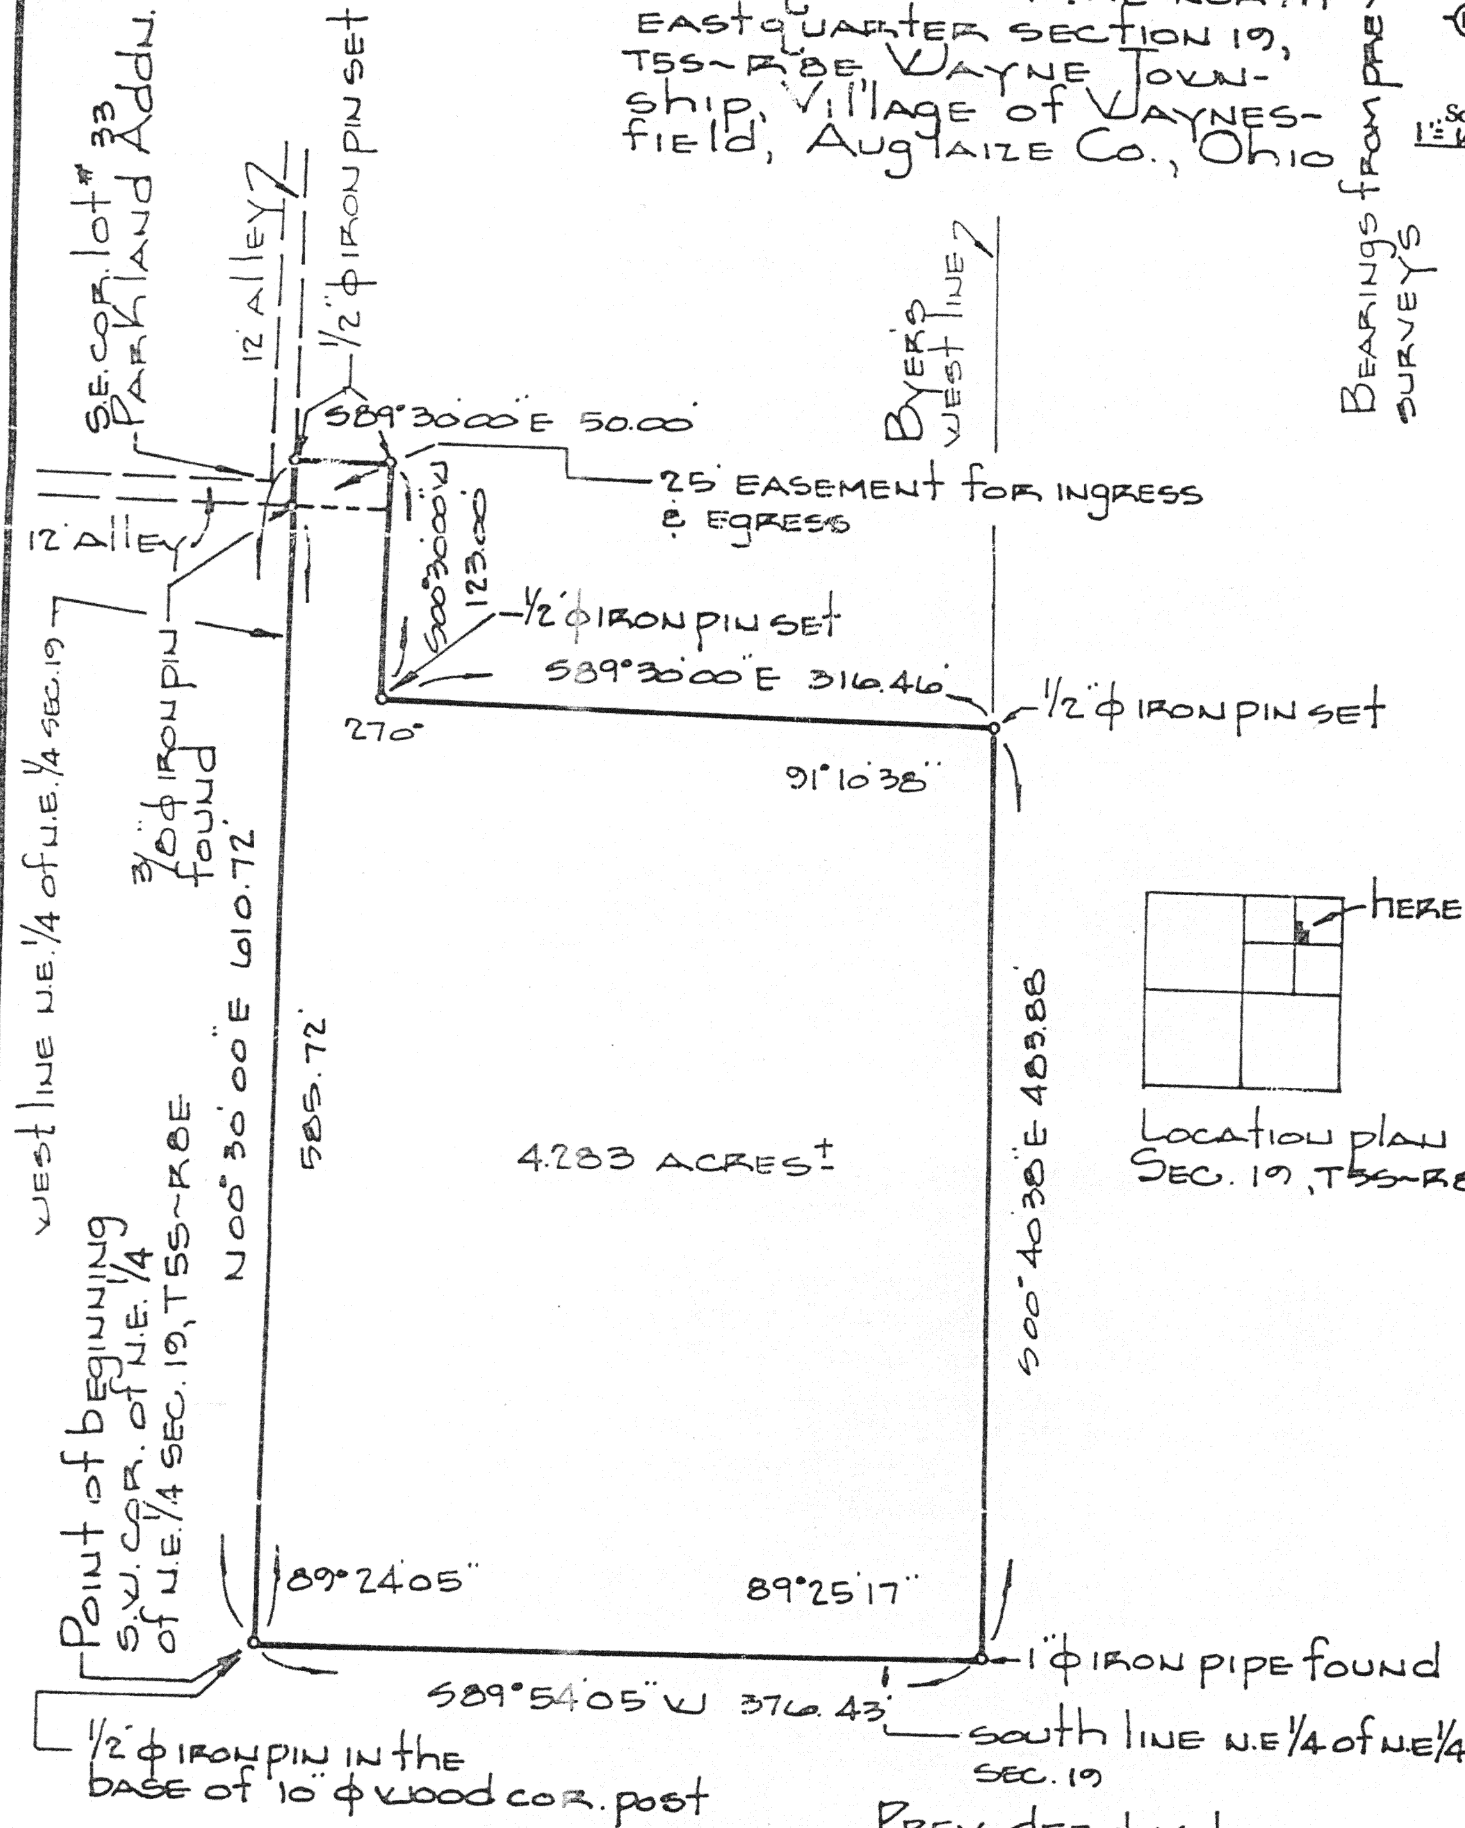 EAST QUARTER SECTION 19,
T5S~R8E, WAYNE TOWN-
SHIP, VILLAGE OF WAYNES-
FIELD, AUGLAIZE CO., OHIO
BEARINGS FROM
SURVEYS
S.E. COR. LOT # 33
PARKLAND ADDN.
12' ALLEY
1/2" ϕ IRON PIN SET
BYER'S
WEST LINE
S89°30'00"E 50.00'
25' EASEMENT FOR INGRESS
& EGRESS
12' ALLEY
S00°30'00"W
123.00'
1/2" ϕ IRON PIN SET
S89°30'00"E 316.46'
1/2" ϕ IRON PIN SET
270°
91°10'38"
WEST LINE N.E. 1/4 OF N.E. 1/4 SEC. 19
3/8" ϕ IRON PIN
FOUND
N00°30'00"E 610.72'
585.72'
HERE
S00°40'38"E 483.88'
LOCATION PLAN
SEC. 19, T5S~R8
4.283 ACRES±
POINT OF BEGINNING
S.W. COR. OF N.E. 1/4
OF N.E. 1/4 SEC. 19, T5S~R8E
89°24'05"
89°25'17"
1" ϕ IRON PIPE FOUND
S89°54'05"W 376.43'
SOUTH LINE N.E 1/4 OF N.E 1/4
SEC. 19
1/2" ϕ IRON PIN IN THE
BASE OF 10" ϕ WOOD COR. POST